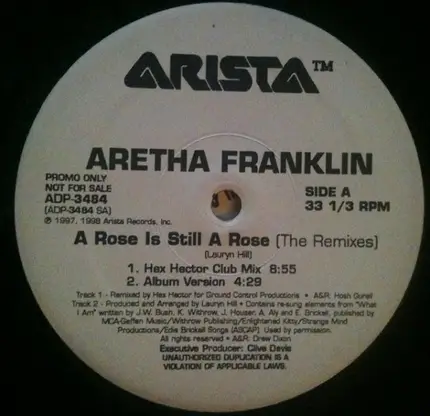 ARISTA™
ARETHA FRANKLIN
PROMO ONLY
NOT FOR SALE
ADP-3484
(ADP-3484 SA)
℗ 1997, 1998 Arista Records, Inc.
SIDE A
33 1/3 RPM
A Rose Is Still A Rose (The Remixes)
(Lauryn Hill)
1. Hex Hector Club Mix 8:55
2. Album Version 4:29
Track 1 - Remixed by Hex Hector for Ground Control Productions • A&R: Hosh Gureli
Track 2 - Produced and Arranged by Lauryn Hill • Contains re-sung elements from "What
I Am" written by J.W. Bush, K. Withrow, J. Houser, A. Aly and E. Brickell, published by
MCA-Geffen Music/Withrow Publishing/Enlightened Kitty/Strange Mind
Productions/Edie Brickell Songs (ASCAP). Used by permission.
All rights reserved • A&R: Drew Dixon
Executive Producer: Clive Davis
UNAUTHORIZED DUPLICATION IS A
VIOLATION OF APPLICABLE LAWS.